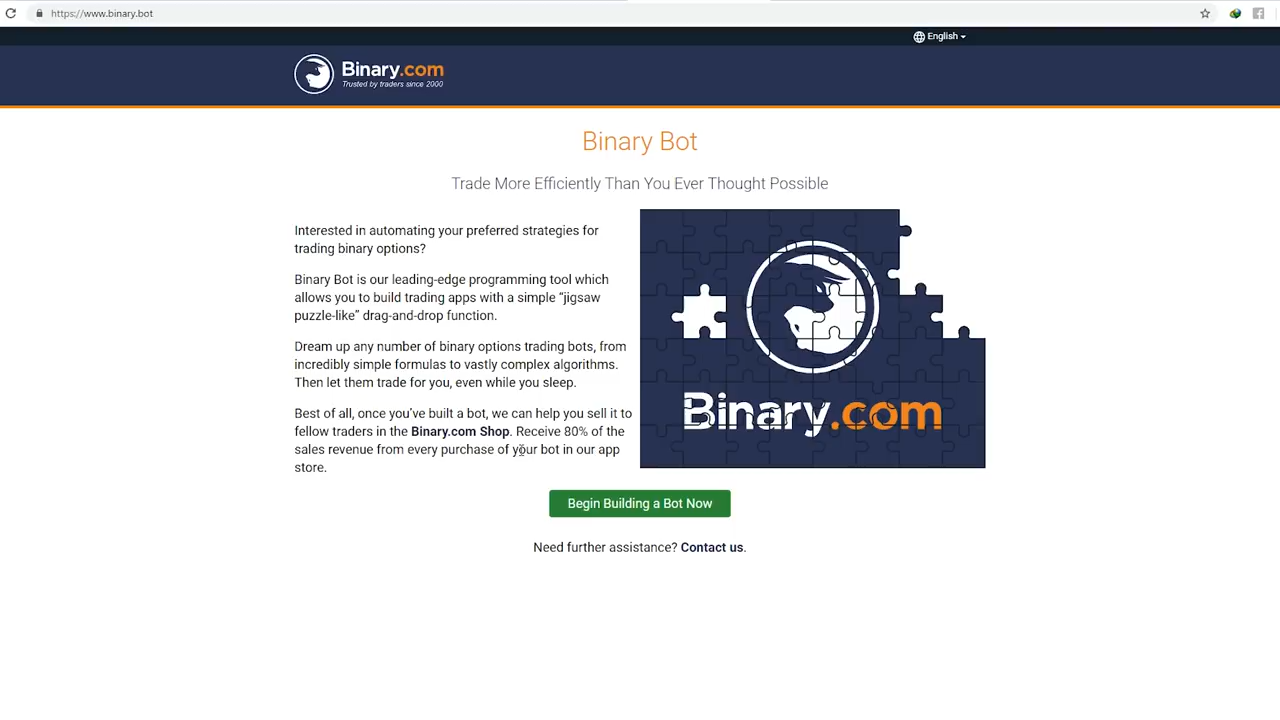 https://www.binary.bot
English
Binary.com
Trusted by traders since 2000
Binary Bot
Trade More Efficiently Than You Ever Thought Possible
Interested in automating your preferred strategies for
trading binary options?
Binary Bot is our leading-edge programming tool which
allows you to build trading apps with a simple “jigsaw
puzzle-like” drag-and-drop function.
Dream up any number of binary options trading bots, from
incredibly simple formulas to vastly complex algorithms.
Then let them trade for you, even while you sleep.
Best of all, once you’ve built a bot, we can help you sell it to
fellow traders in the Binary.com Shop. Receive 80% of the
sales revenue from every purchase of your bot in our app
store.
Binary.com
Begin Building a Bot Now
Need further assistance? Contact us.